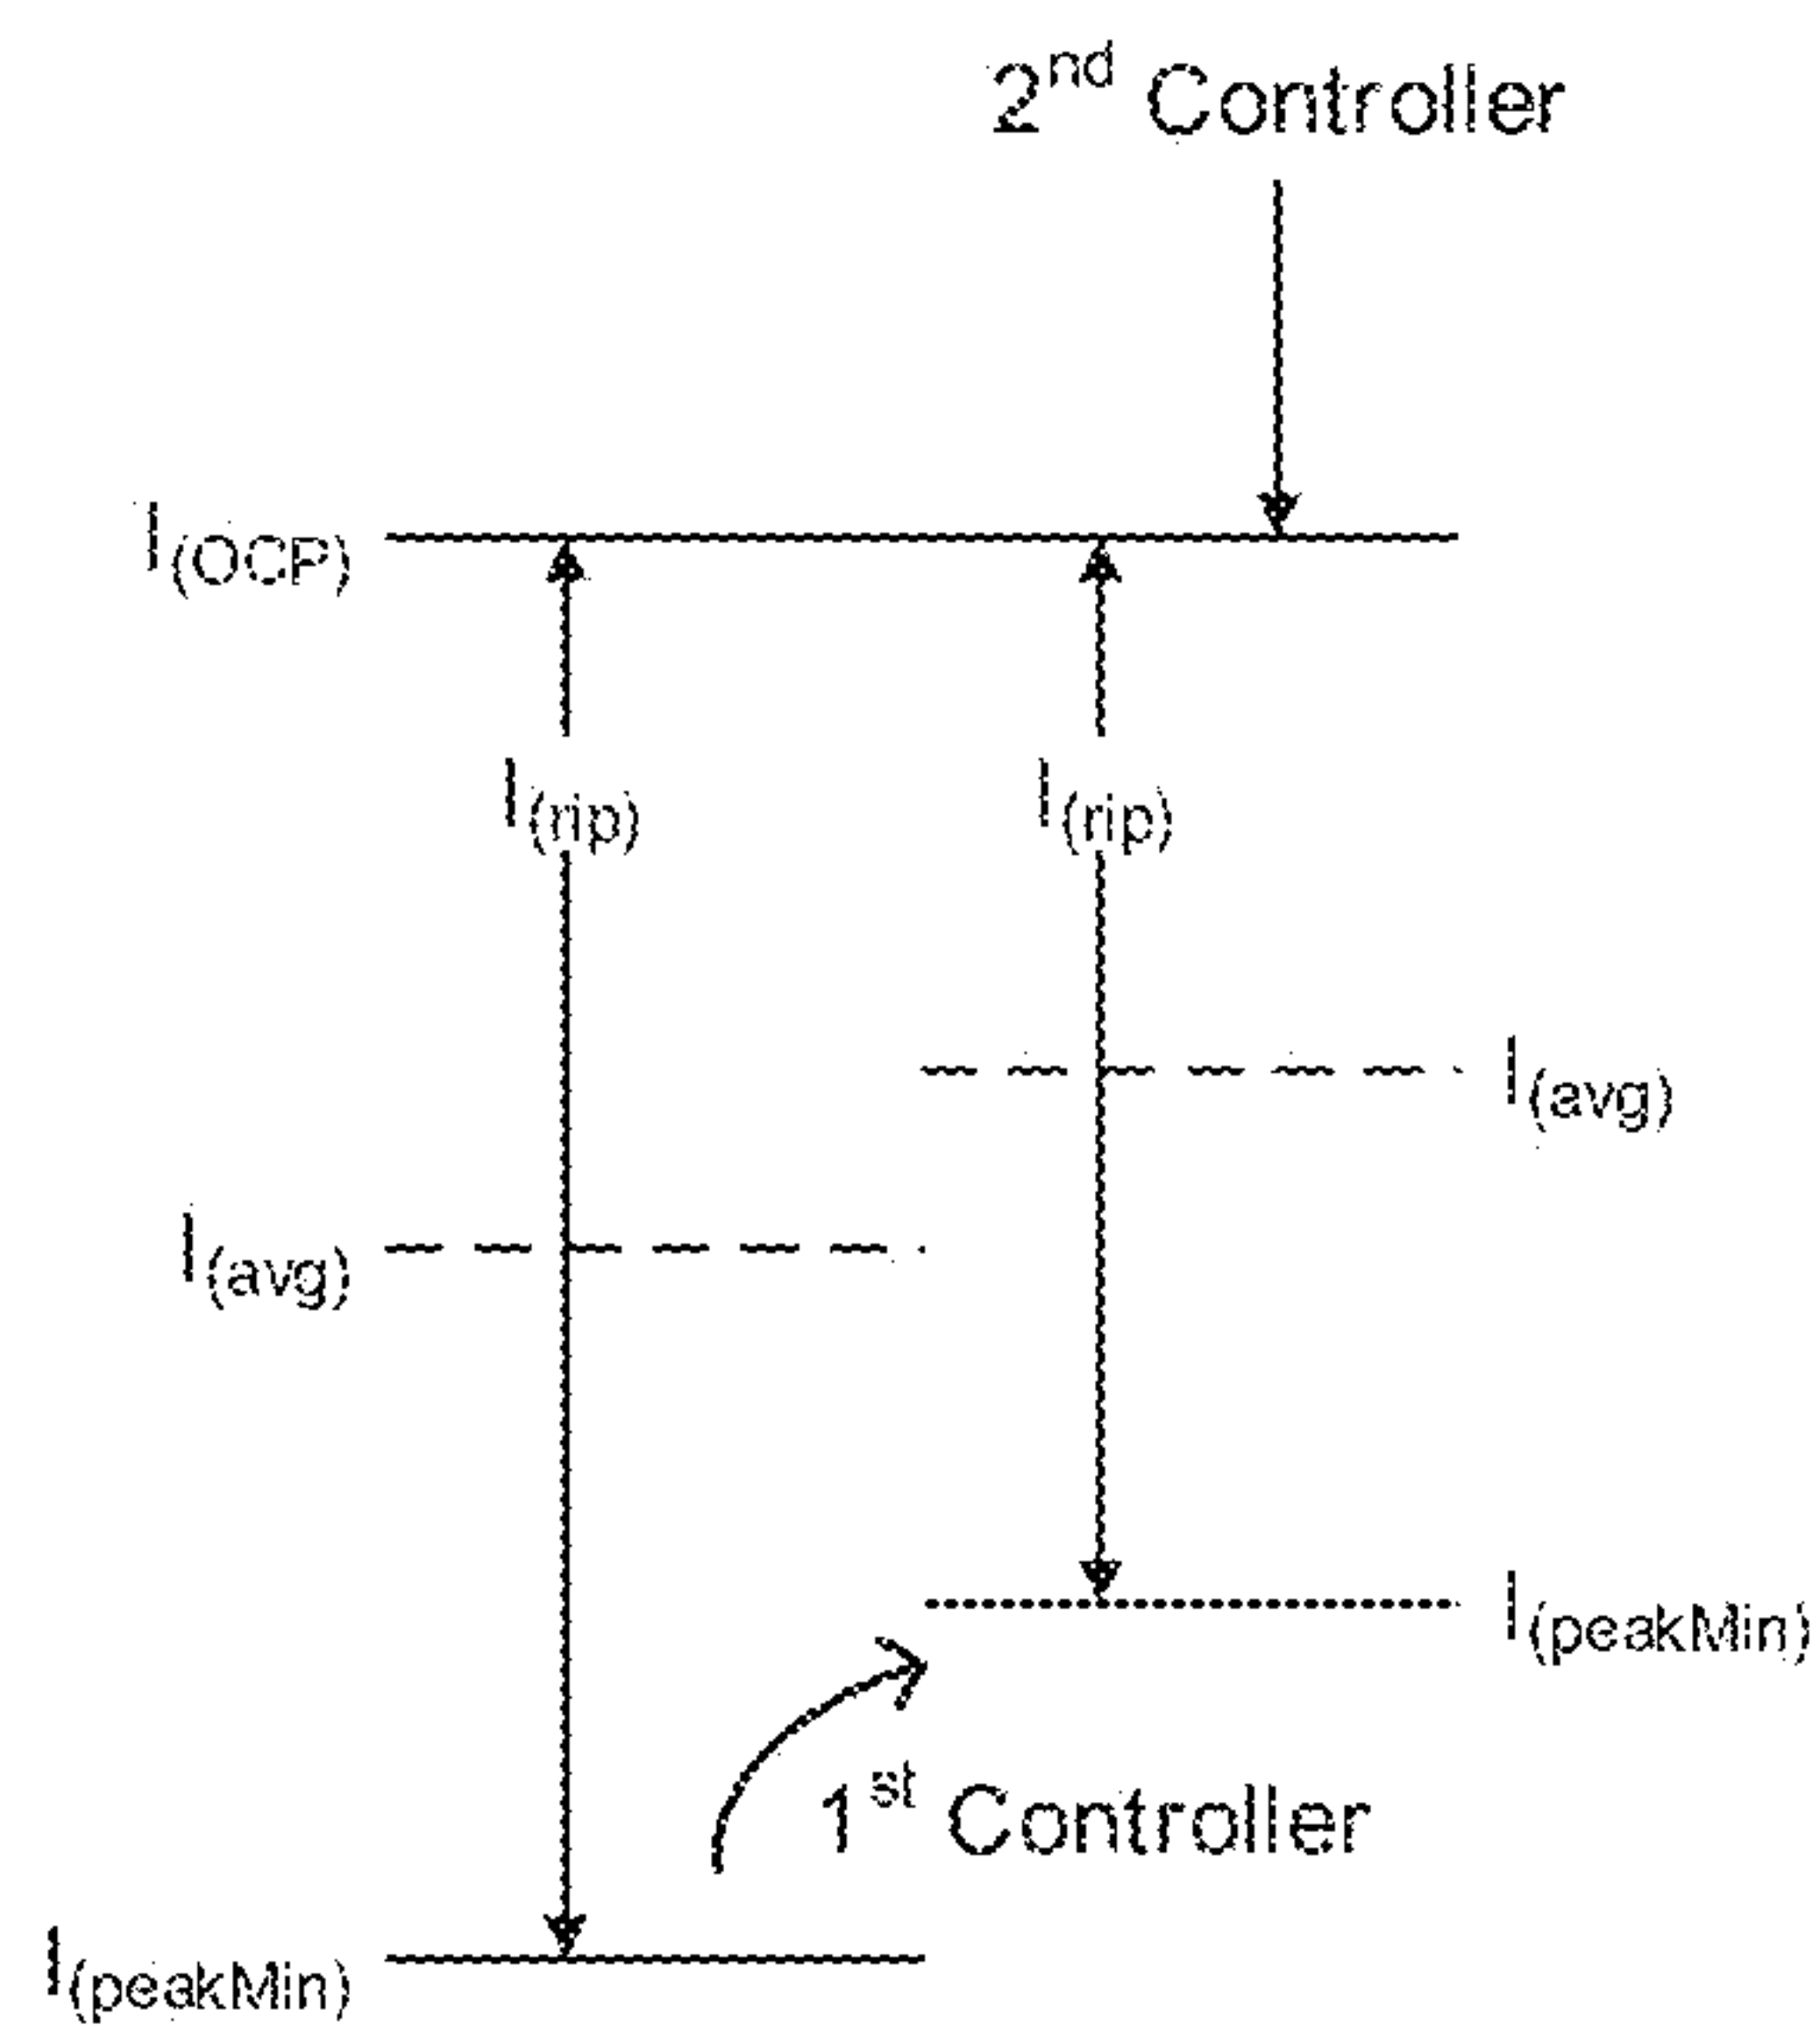 2nd Controller
I(OCP)
I(rip) I(rip)
I(avg)
I(avg)
I(peakMin)
1st Controller
I(peakMin)